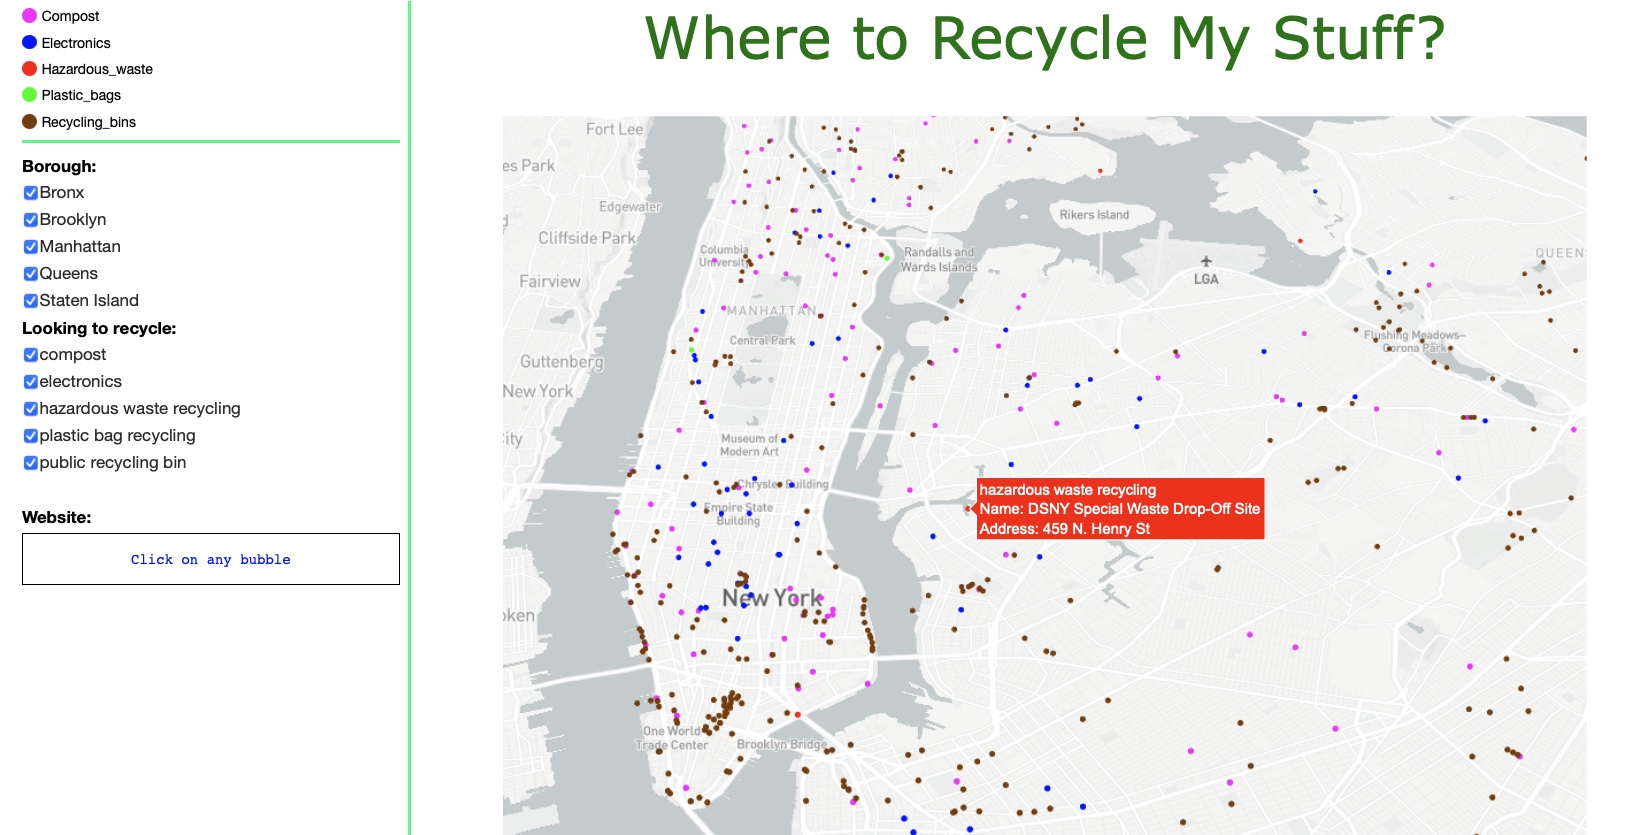 Compost
Electronics
Hazardous_waste
Plastic_bags
Recycling_bins
Borough:
Bronx
Brooklyn
Manhattan
Queens
Staten Island
Looking to recycle:
compost
electronics
hazardous waste recycling
plastic bag recycling
public recycling bin
Website:
Click on any bubble
Where to Recycle My Stuff?
Fort Lee
es Park
Edgewater
Rikers Island
Cliffside Park
Columbia
University
Randalls and
Wards Islands
QUEEN
LGA
Fairview
MANHATTAN
Central Park
Flushing Meadows–
Corona Park
Guttenberg
New York
City
Museum of
Modern Art
Chrysler Building
Empire State
Building
hazardous waste recycling
Name: DSNY Special Waste Drop-Off Site
Address: 459 N. Henry St
New York
oken
One World
Trade Center
Brooklyn Bridge